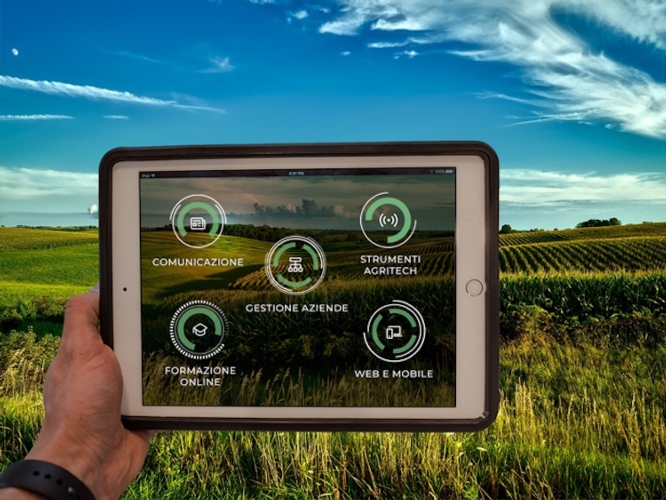 COMUNICAZIONE
STRUMENTI
AGRITECH
GESTIONE AZIENDE
FORMAZIONE
ONLINE
WEB E MOBILE